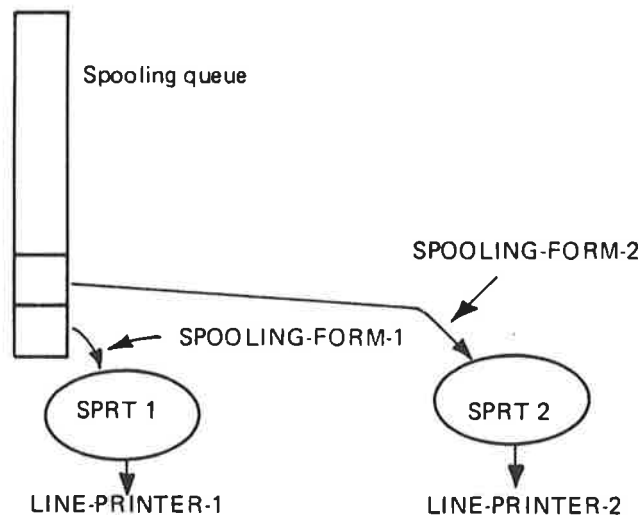 Spooling queue
SPOOLING-FORM-2
SPOOLING-FORM-1
SPRT 1
SPRT 2
LINE-PRINTER-1
LINE-PRINTER-2